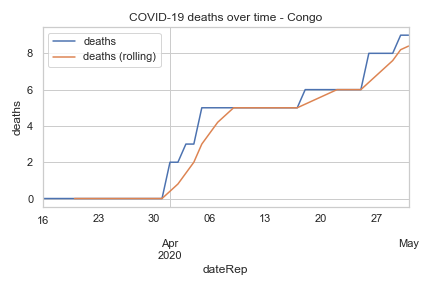 COVID-19 deaths over time - Congo
deaths
deaths (rolling)
deaths
8
6
4
2
0
16 23 30 06 13 20 27
Apr May
2020
dateRep